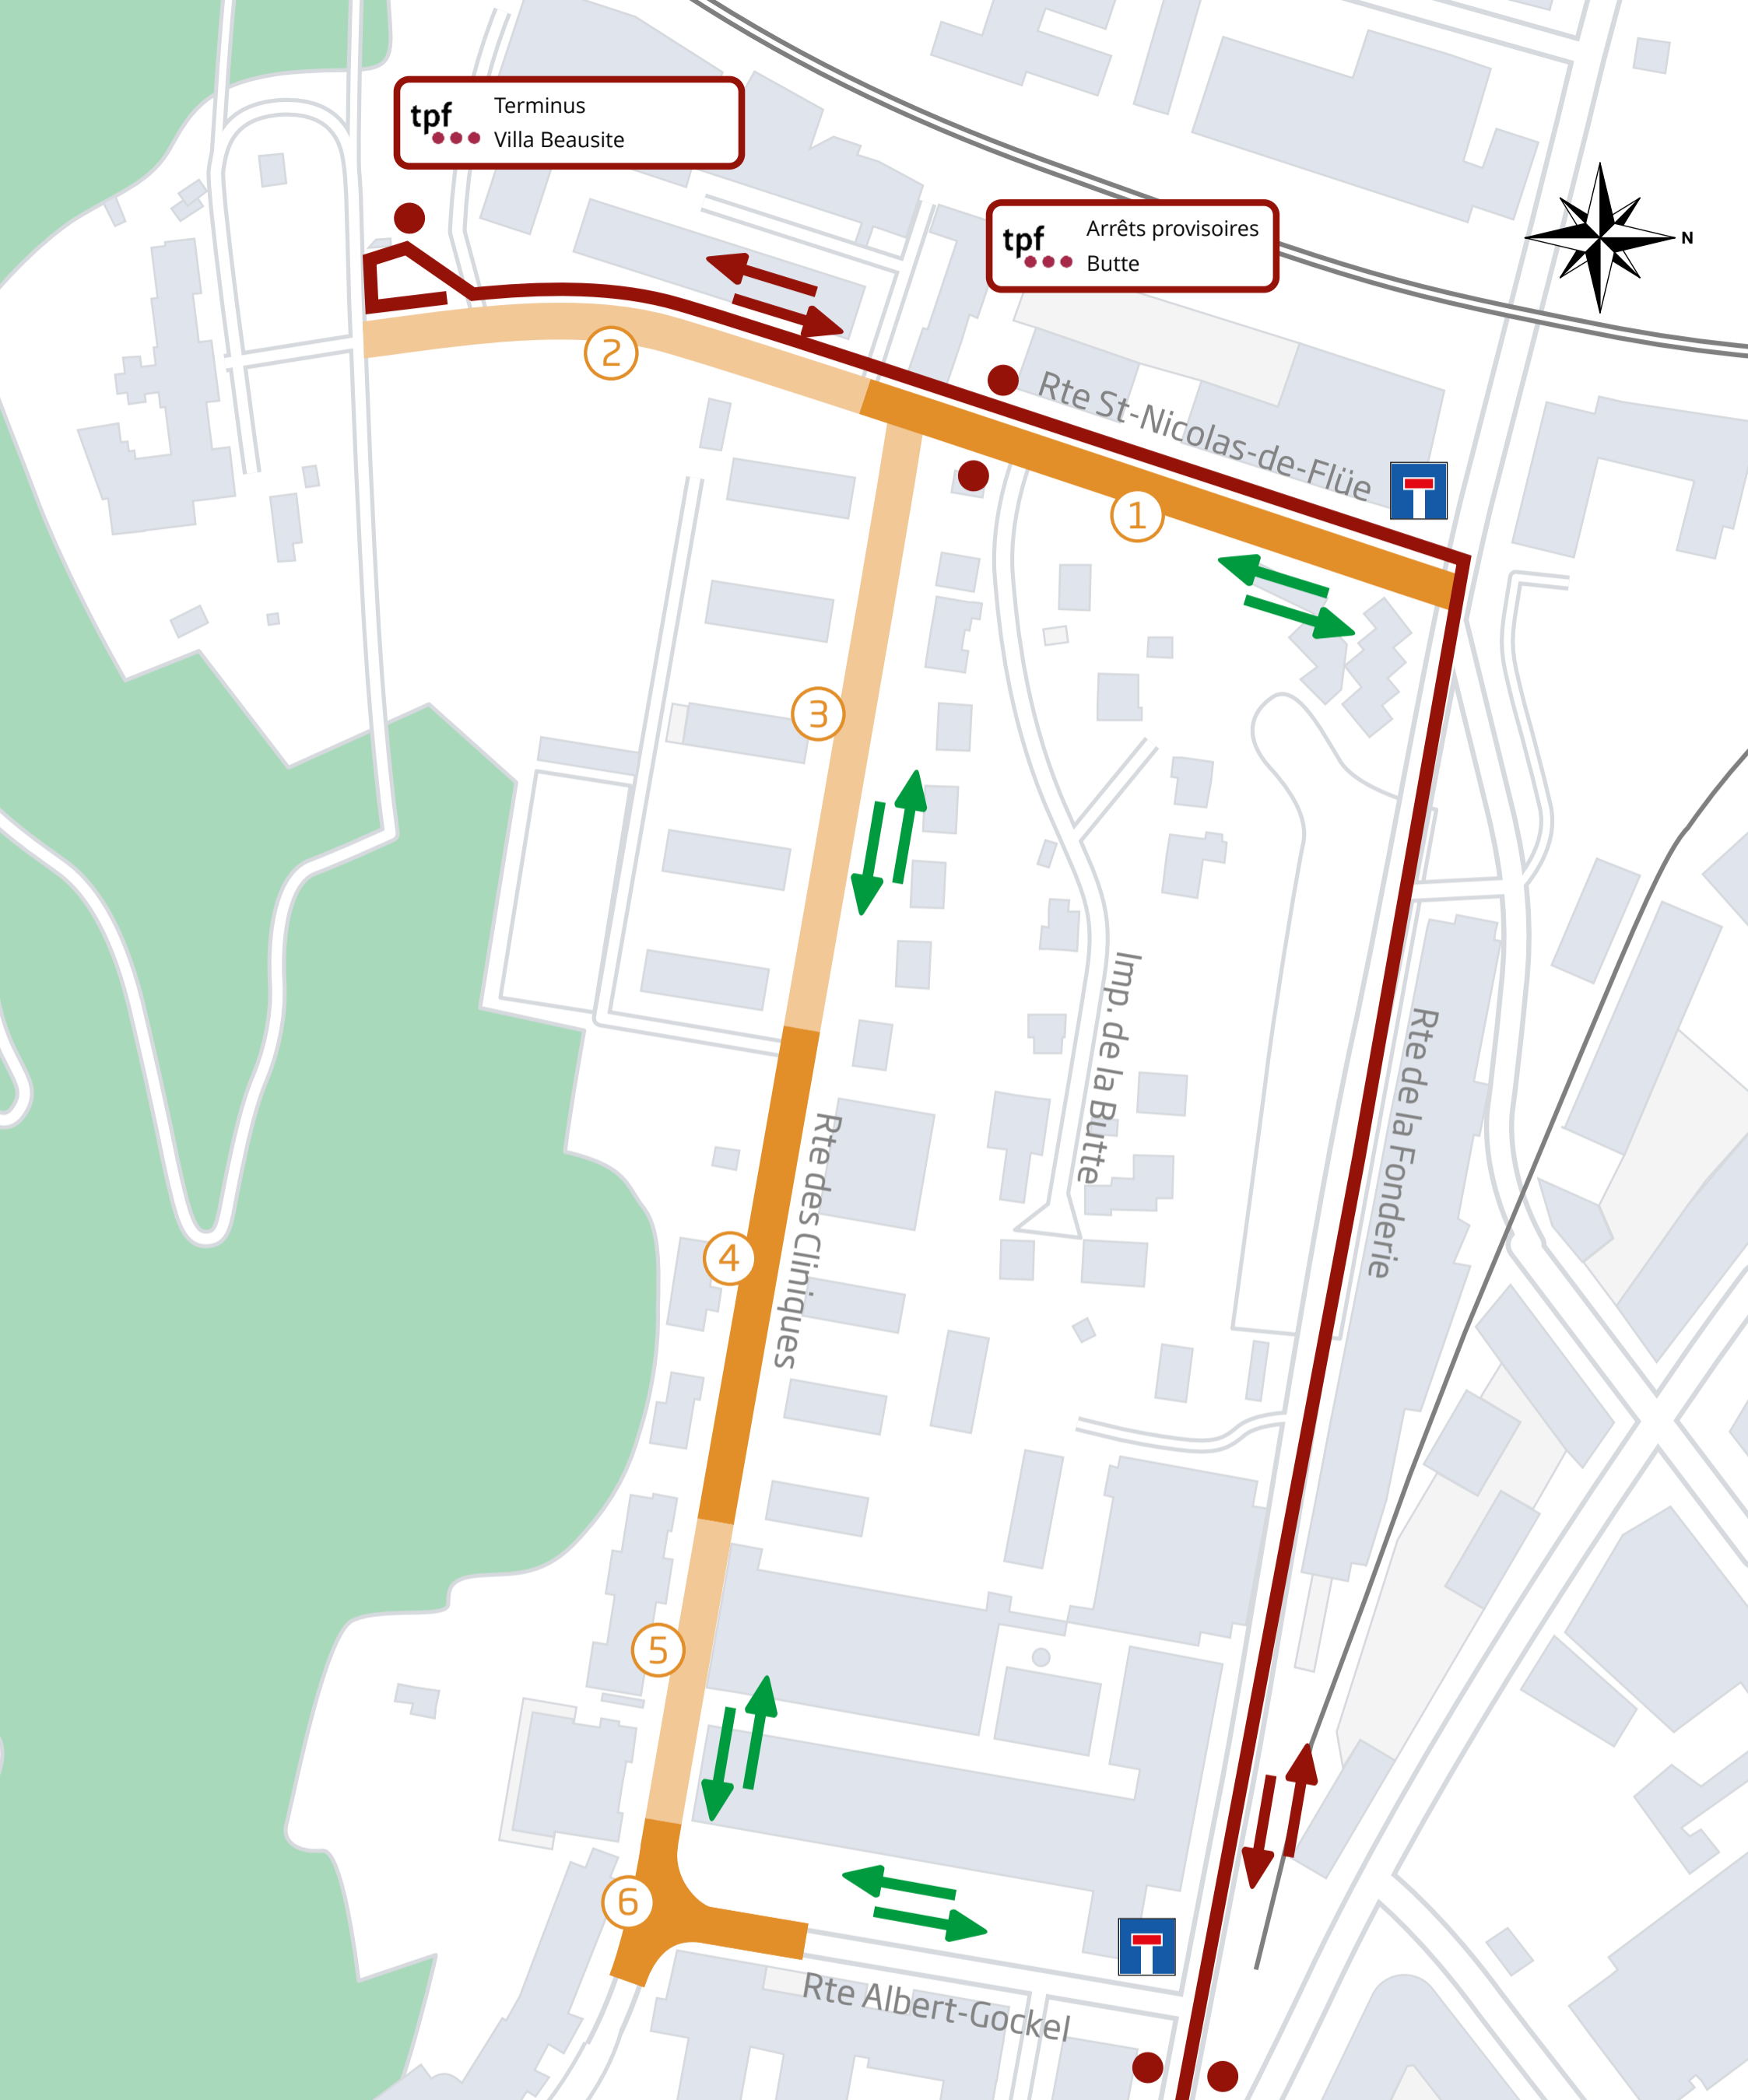 tpf
Terminus
Villa Beausite
tpf
Arrêts provisoires
Butte
N
2
Rte St-Nicolas-de-Flüe
1
3
Imp. de la Butte
Rte de la Fonderie
Rte des Cliniques
4
5
6
Rte Albert-Gockel